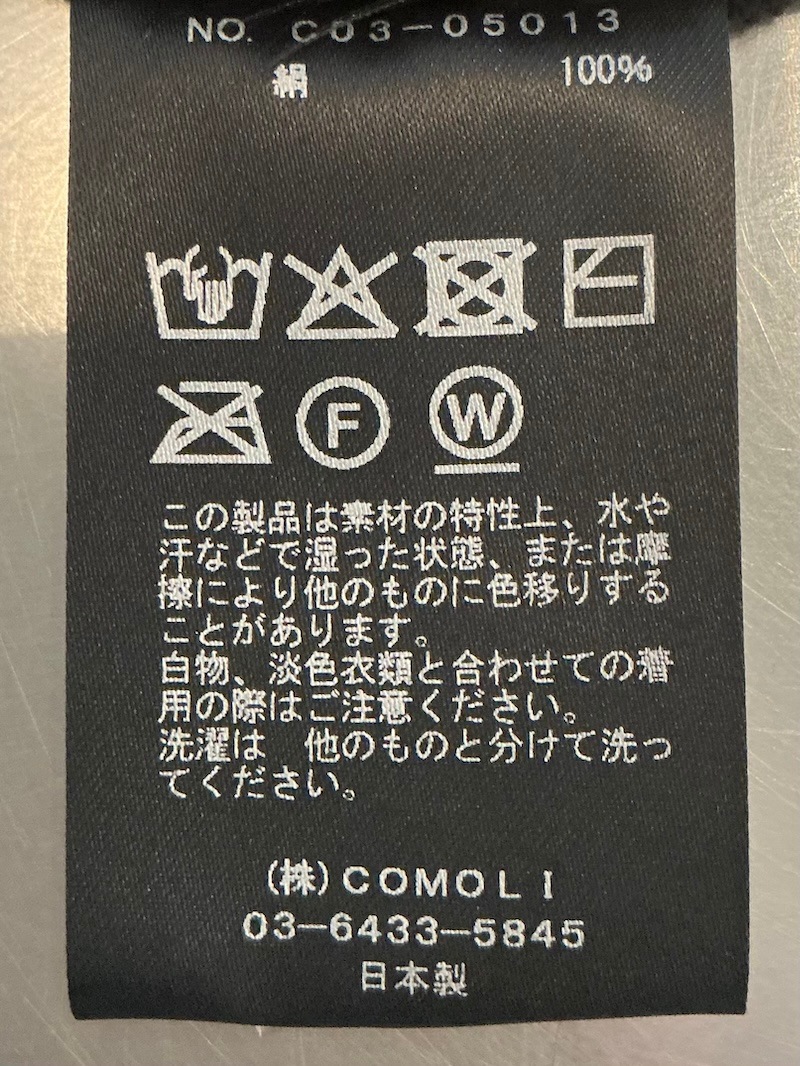 NO. C03-05013
絹 100%
F W
この製品は素材の特性上、水や
汗などで湿った状態、または摩
擦により他のものに色移りする
ことがあります。
白物、淡色衣類と合わせての着
用の際はご注意ください。
洗濯は　他のものと分けて洗っ
てください。
(株)COMOLI
03-6433-5845
日本製